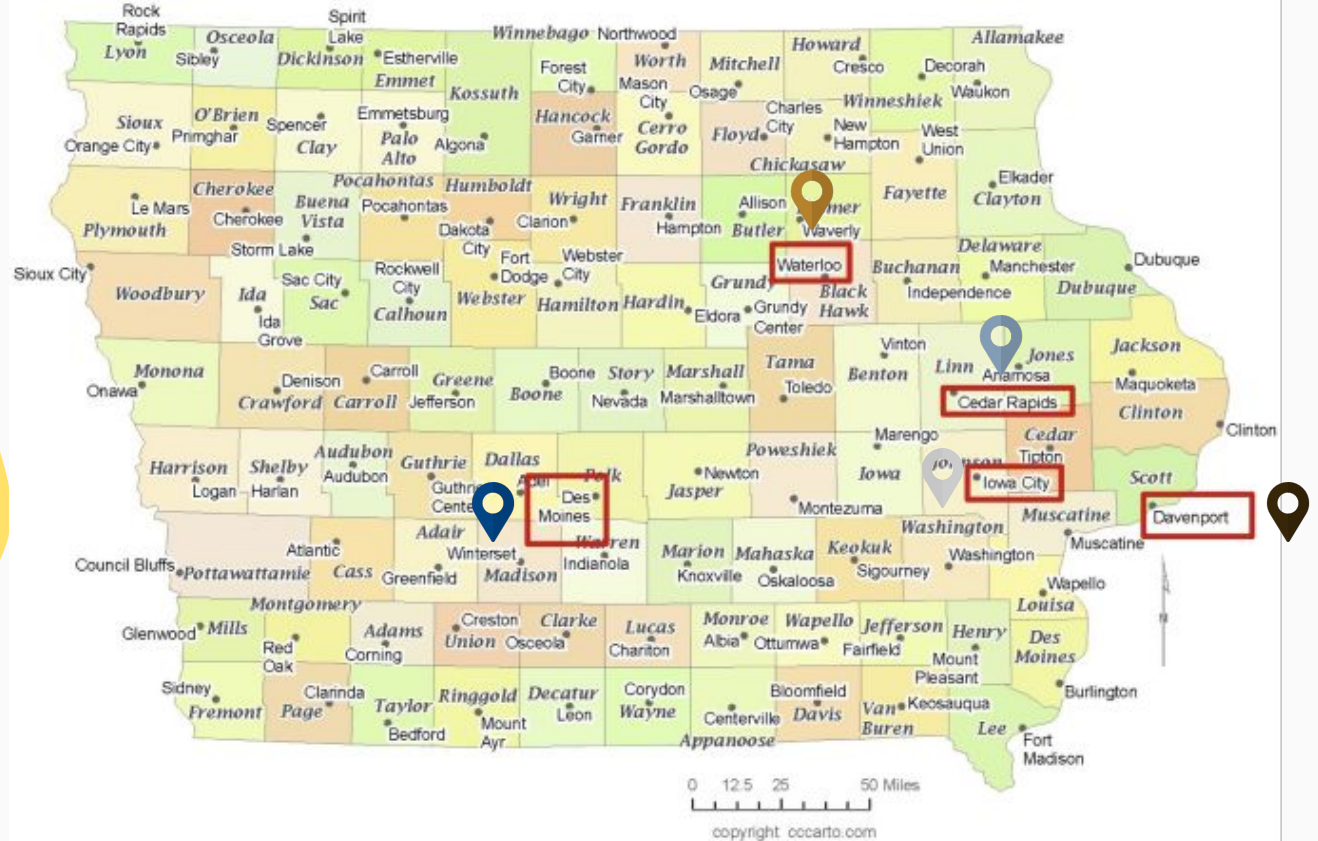 Rock
Rapids
Lyon
Osceola
Sibley
Spirit
Lake
Dickinson
Estherville
Emmet
Winnebago
Forest
City
Northwood
Worth
Mitchell
Osage
Howard
Cresco
Decorah
Winneshiek
Allamakee
Waukon
Sioux
Orange City
O'Brien
Primghar
Spencer
Clay
Emmetsburg
Palo
Alto
Kossuth
Algona
Hancock
Garner
Mason
City
Cerro
Gordo
Floyd
Charles
City
New
Hampton
Chickasaw
West
Union
Fayette
Elkader
Clayton
Le Mars
Plymouth
Cherokee
Cherokee
Buena
Vista
Storm Lake
Pocahontas
Pocahontas
Humboldt
Dakota
City
Wright
Clarion
Franklin
Hampton
Allison
Butler
Waverly
Sioux City
Woodbury
Ida
Ida
Grove
Sac City
Sac
Rockwell
City
Calhoun
Fort
Dodge
Webster
Webster
City
Hamilton
Hardin
Eldora
Grundy
Grundy
Center
Waterloo
Black
Hawk
Buchanan
Independence
Delaware
Manchester
Dubuque
Dubuque
Monona
Onawa
Denison
Crawford
Carroll
Carroll
Greene
Jefferson
Boone
Boone
Story
Nevada
Marshall
Marshalltown
Tama
Toledo
Vinton
Benton
Linn
Cedar Rapids
Jones
Anamosa
Jackson
Maquoketa
Clinton
Clinton
Harrison
Logan
Shelby
Harlan
Audubon
Audubon
Guthrie
Dallas
Polk
Des
Moines
Newton
Jasper
Poweshiek
Montezuma
Marengo
Iowa
Johnson
Iowa City
Cedar
Tipton
Scott
Davenport
Council Bluffs
Pottawattamie
Atlantic
Cass
Adair
Greenfield
Winterset
Madison
Warren
Indianola
Marion
Knoxville
Mahaska
Oskaloosa
Keokuk
Sigourney
Washington
Washington
Muscatine
Muscatine
Wapello
Louisa
Glenwood
Mills
Montgomery
Red
Oak
Adams
Corning
Creston
Union
Clarke
Osceola
Lucas
Chariton
Monroe
Albia
Wapello
Ottumwa
Jefferson
Fairfield
Henry
Mount
Pleasant
Des
Moines
Burlington
Sidney
Fremont
Clarinda
Page
Taylor
Bedford
Ringgold
Mount
Ayr
Decatur
Leon
Corydon
Wayne
Centerville
Appanoose
Bloomfield
Davis
Van
Buren
Keosauqua
Lee
Fort
Madison
N
0 12.5 25 50 Miles
copyright cccarto.com